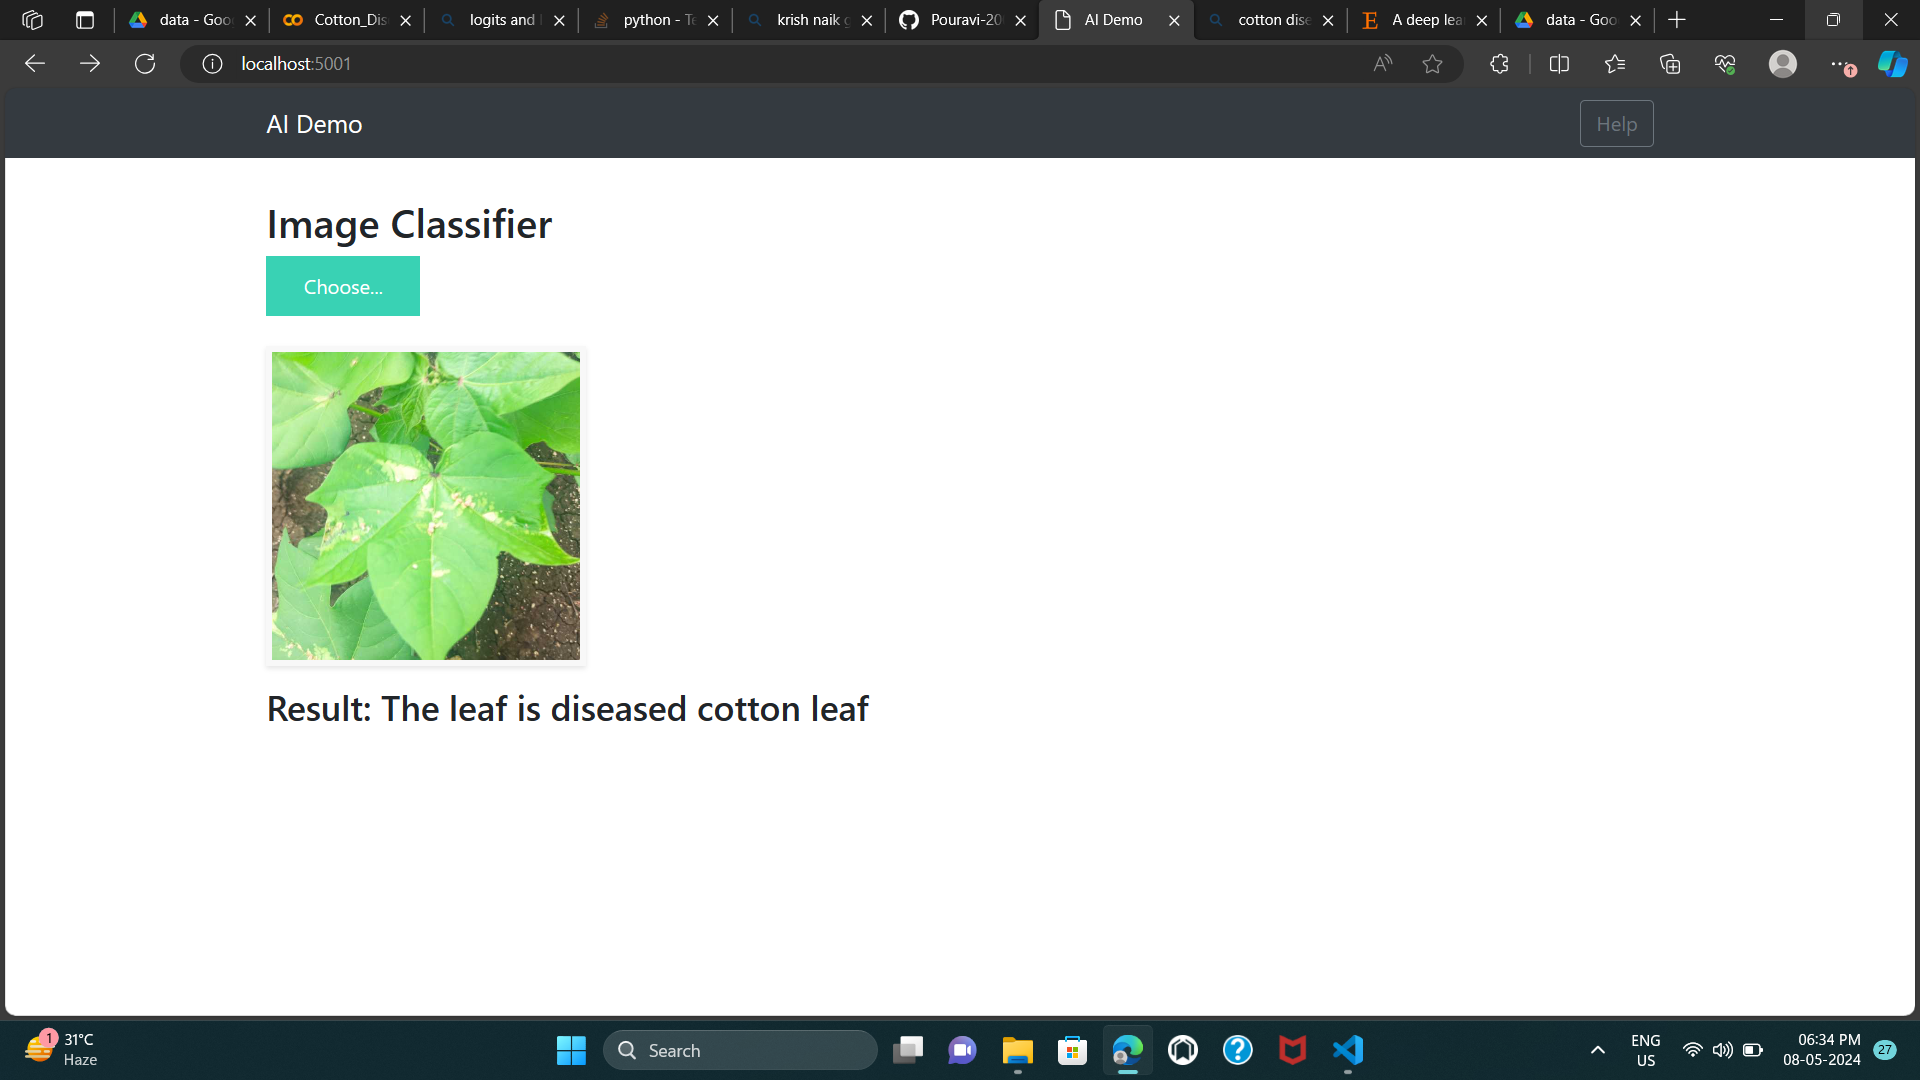 data - Goo
Cotton_Dis
logits and
python - Te
krish naik g
Pouravi-20
AI Demo
cotton dise
A deep lea
data - Goo
localhost:5001
AI Demo
Help
Image Classifier
Choose...
Result: The leaf is diseased cotton leaf
1
31°C
Haze
Search
ENG
US
06:34 PM
08-05-2024
27